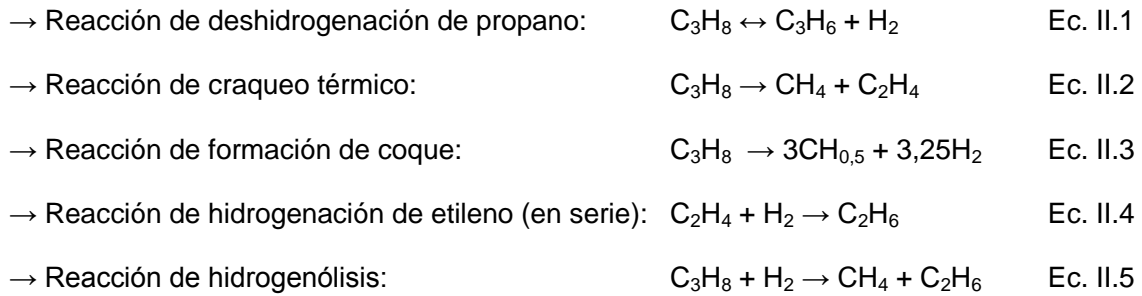 → Reacción de deshidrogenación de propano: C₃H₈ ↔ C₃H₆ + H₂ Ec. II.1
→ Reacción de craqueo térmico: C₃H₈ → CH₄ + C₂H₄ Ec. II.2
→ Reacción de formación de coque: C₃H₈ → 3CH₀,₅ + 3,25H₂ Ec. II.3
→ Reacción de hidrogenación de etileno (en serie): C₂H₄ + H₂ → C₂H₆ Ec. II.4
→ Reacción de hidrogenólisis: C₃H₈ + H₂ → CH₄ + C₂H₆ Ec. II.5